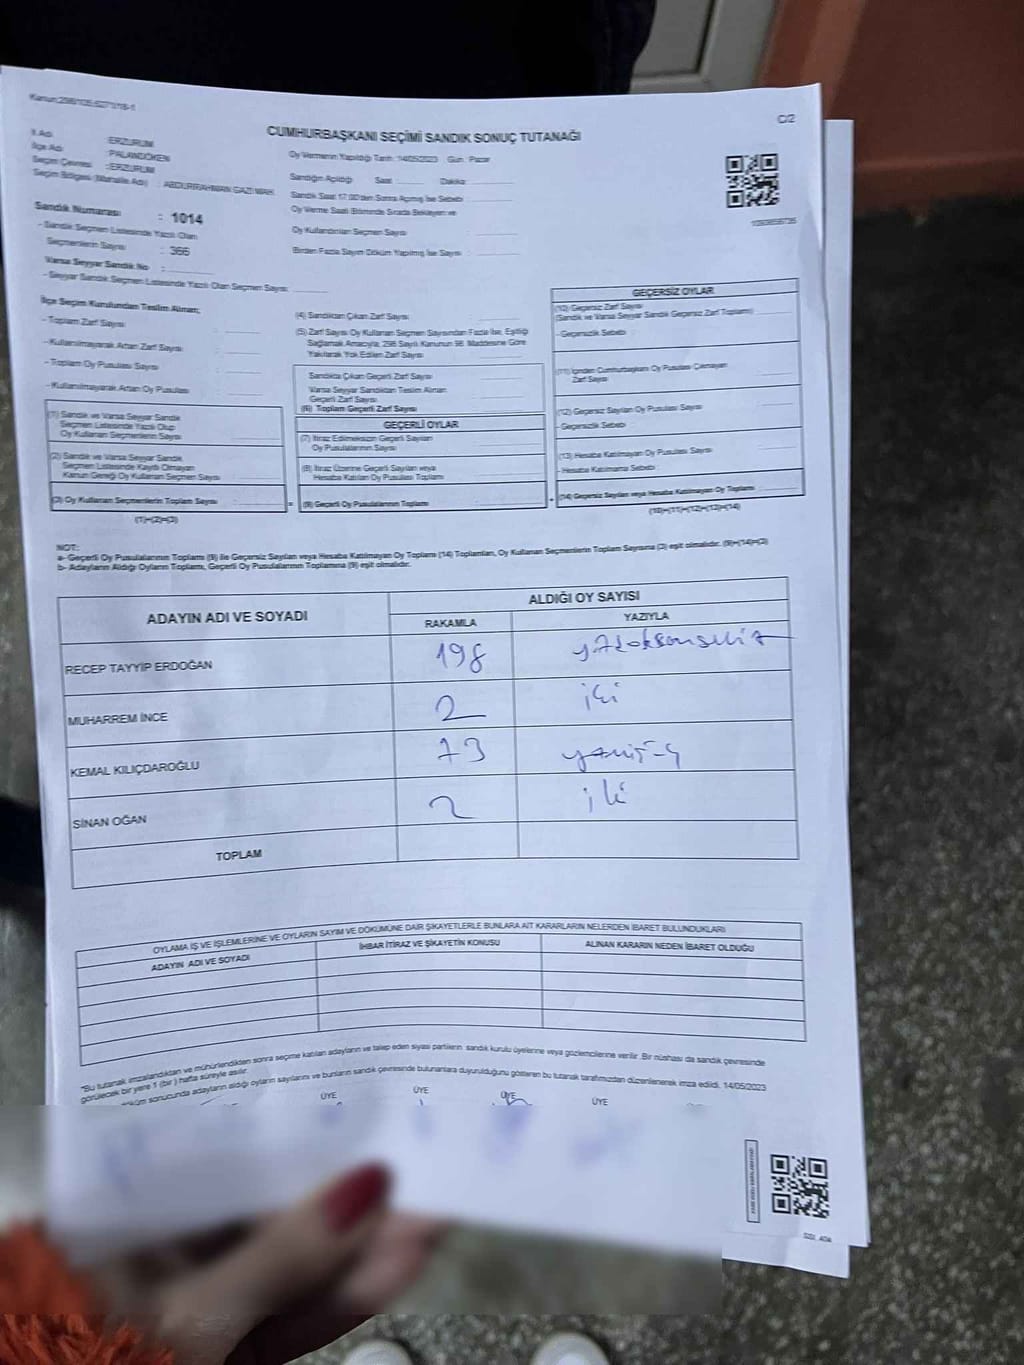 Kanun;298/105;6271/18-1
C/2
CUMHURBAŞKANI SEÇİMİ SANDIK SONUÇ TUTANAĞI
İl Adı : ERZURUM
İlçe Adı : PALANDÖKEN
Seçim Çevresi : ERZURUM
Seçim Bölgesi (Mahalle Adı) : ABDURRAHMAN GAZİ MAH.
Sandık Numarası : 1014
- Sandık Seçmen Listesinde Yazılı Olan
Seçmenlerin Sayısı : 366
Varsa Seyyar Sandık No :
- Seyyar Sandık Seçmen Listesinde Yazılı Olan Seçmen Sayısı:
Oy Vermenin Yapıldığı Tarih: 14/05/2023 Gün: Pazar
Sandığın Açıldığı Saat Dakika:
Sandık Saat 17:00'den Sonra Açılmış İse Sebebi
Oy Verme Saati Bitiminde Sırada Bekleyen ve
Oy Kullandırılan Seçmen Sayısı
Birden Fazla Sayım Döküm Yapılmış İse Sayısı
İlçe Seçim Kurulundan Teslim Alınan;
- Toplam Zarf Sayısı
- Kullanılmayarak Artan Zarf Sayısı
- Toplam Oy Pusulası Sayısı
- Kullanılmayarak Artan Oy Pusulası
(1) Sandık ve Varsa Seyyar Sandık
Seçmen Listesinde Yazılı Olup
Oy Kullanan Seçmenlerin Sayısı
(2) Sandık ve Varsa Seyyar Sandık
Seçmen Listesinde Kayıtlı Olmayan
Kanun Gereği Oy Kullanan Seçmen Sayısı
(3) Oy Kullanan Seçmenlerin Toplam Sayısı
(1)+(2)=(3)
(4) Sandıktan Çıkan Zarf Sayısı
(5) Zarf Sayısı Oy Kullanan Seçmen Sayısından Fazla İse, Eşitliği
Sağlamak Amacıyla, 298 Sayılı Kanunun 98. Maddesine Göre
Yakılarak Yok Edilen Zarf Sayısı
Sandıkta Çıkan Geçerli Zarf Sayısı
Varsa Seyyar Sandıktan Teslim Alınan
Geçerli Zarf Sayısı
(6) Toplam Geçerli Zarf Sayısı
GEÇERLİ OYLAR
(7) İtiraz Edilmeksizin Geçerli Sayılan
Oy Pusulalarının Sayısı
(8) İtiraz Üzerine Geçerli Sayılan veya
Hesaba Katılan Oy Pusulası Toplamı
= (9) Geçerli Oy Pusulalarının Toplamı
GEÇERSİZ OYLAR
(10) Geçersiz Zarf Sayısı
(Sandık ve Varsa Seyyar Sandık Geçersiz Zarf Toplamı)
- Geçersizlik Sebebi
(11) İçinden Cumhurbaşkanı Oy Pusulası Çıkmayan
Zarf Sayısı
(12) Geçersiz Sayılan Oy Pusulası Sayısı
- Geçersizlik Sebebi
(13) Hesaba Katılmayan Oy Pusulası Sayısı
- Hesaba Katılmama Sebebi
+ (14) Geçersiz Sayılan veya Hesaba Katılmayan Oy Toplamı
(10)+(11)+(12)+(13)=(14)
NOT:
a- Geçerli Oy Pusulalarının Toplamı (9) ile Geçersiz Sayılan veya Hesaba Katılmayan Oy Toplamı (14) Toplamları, Oy Kullanan Seçmenlerin Toplam Sayısına (3) eşit olmalıdır. (9)+(14)=(3)
b- Adayların Aldığı Oyların Toplamı, Geçerli Oy Pusulalarının Toplamına (9) eşit olmalıdır.
ADAYIN ADI VE SOYADI
ALDIĞI OY SAYISI
RAKAMLA YAZIYLA
RECEP TAYYİP ERDOĞAN 198 yüzdoksansekiz
MUHARREM İNCE 2 iki
KEMAL KILIÇDAROĞLU 73 yetmişüç
SİNAN OĞAN 2 iki
TOPLAM
OYLAMA İŞ VE İŞLEMLERİNE VE OYLARIN SAYIM VE DÖKÜMÜNE DAİR ŞİKAYETLERLE BUNLARA AİT KARARLARIN NELERDEN İBARET BULUNDUKLARI
ADAYIN ADI VE SOYADI İHBAR İTİRAZ VE ŞİKAYETİN KONUSU ALINAN KARARIN NEDEN İBARET OLDUĞU
"Bu tutanak imzalandıktan ve mühürlendikten sonra seçime katılan adayların ve talep eden siyasi partilerin sandık kurulu üyelerine veya gözlemcilerine verilir. Bir nüshası da sandık çevresinde
görülecek bir yere 1 (bir) hafta süreyle asılır.
döküm sonucunda adayların aldığı oyların sayılarını ve bunların sandık çevresinde bulunanlara duyurulduğunu gösteren bu tutanak tarafımızdan düzenlenerek imza edildi. 14/05/2023
ÜYE ÜYE ÜYE ÜYE